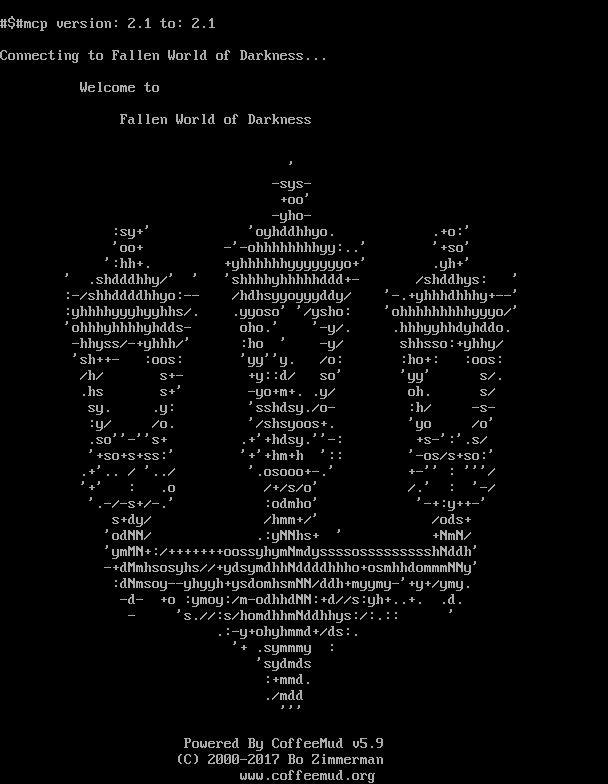 #$#mcp version: 2.1 to: 2.1
Connecting to Fallen World of Darkness...
Welcome to
Fallen World of Darkness
Powered By CoffeeMud v5.9
(C) 2000-2017 Bo Zimmerman
www.coffeemud.org